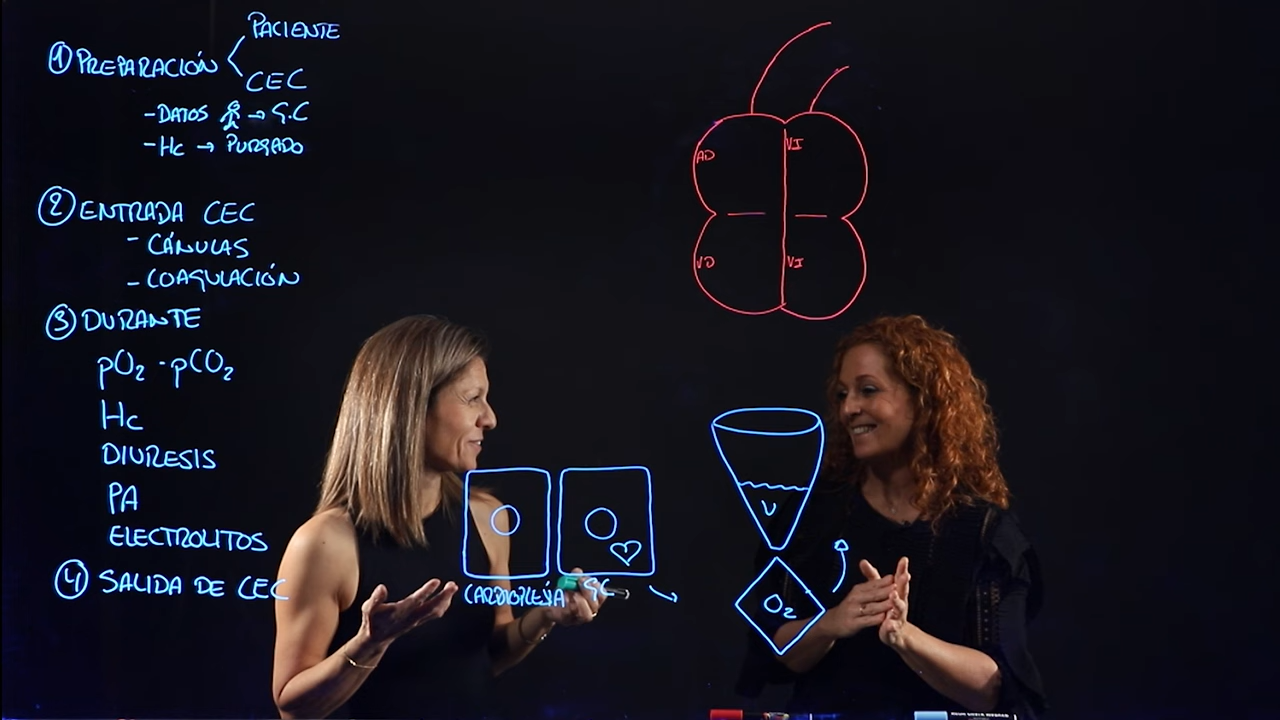 PACIENTE
① PREPARACIÓN
CEC
- DATOS → G.C
- Hc → PURGADO
② ENTRADA CEC
- CÁNULAS
- COAGULACIÓN
③ DURANTE
pO₂ · pCO₂
Hc
DIURESIS
PA
ELECTROLITOS
④ SALIDA DE CEC
AD
VI
VD
VI
V
O₂
CARDIOPLEJIA
GC